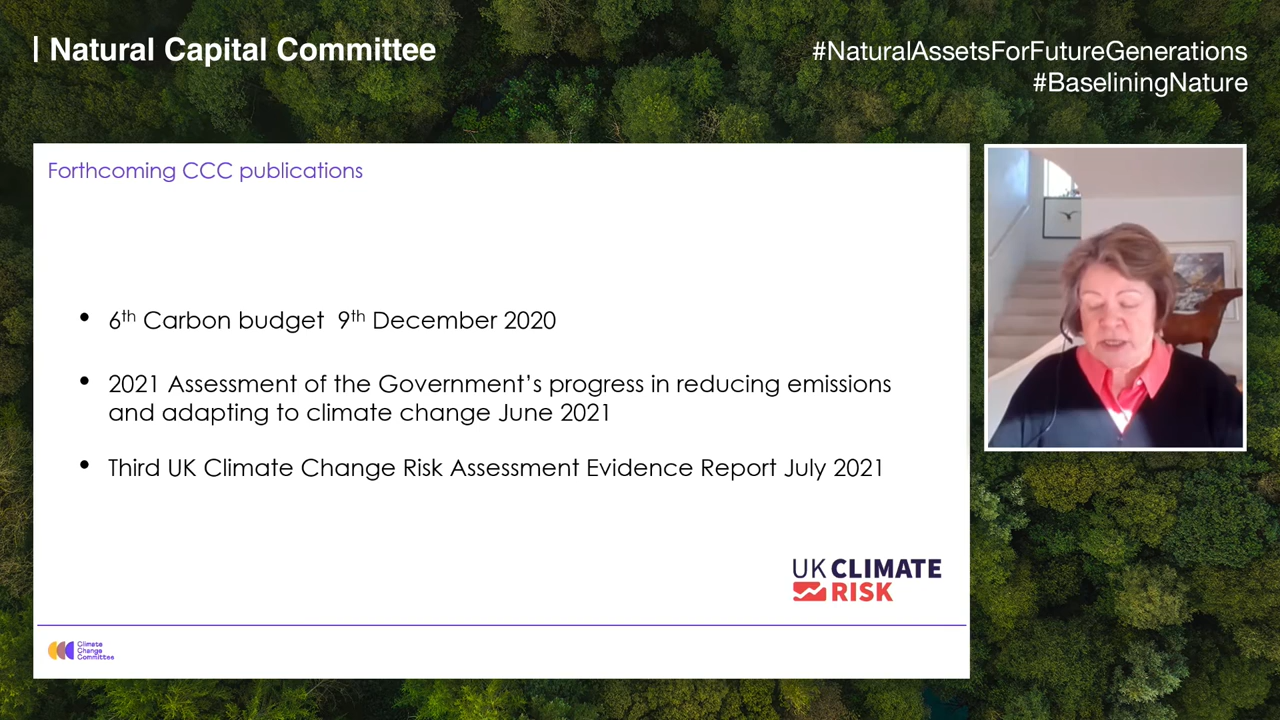 | Natural Capital Committee
#NaturalAssetsForFutureGenerations
#BaseliningNature
Forthcoming CCC publications
• 6th Carbon budget 9th December 2020
• 2021 Assessment of the Government's progress in reducing emissions
and adapting to climate change June 2021
• Third UK Climate Change Risk Assessment Evidence Report July 2021
UK CLIMATE
RISK
Climate
Change
Committee